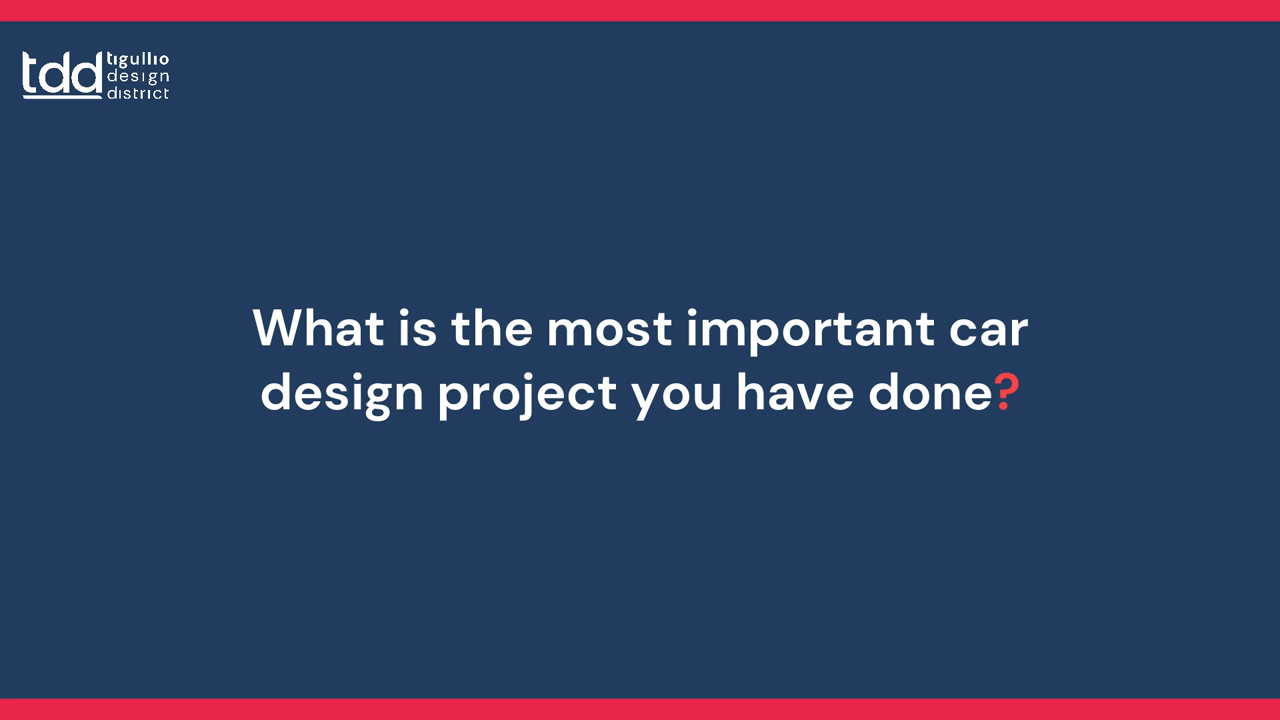 tdd
tigullio
design
district
What is the most important car
design project you have done?